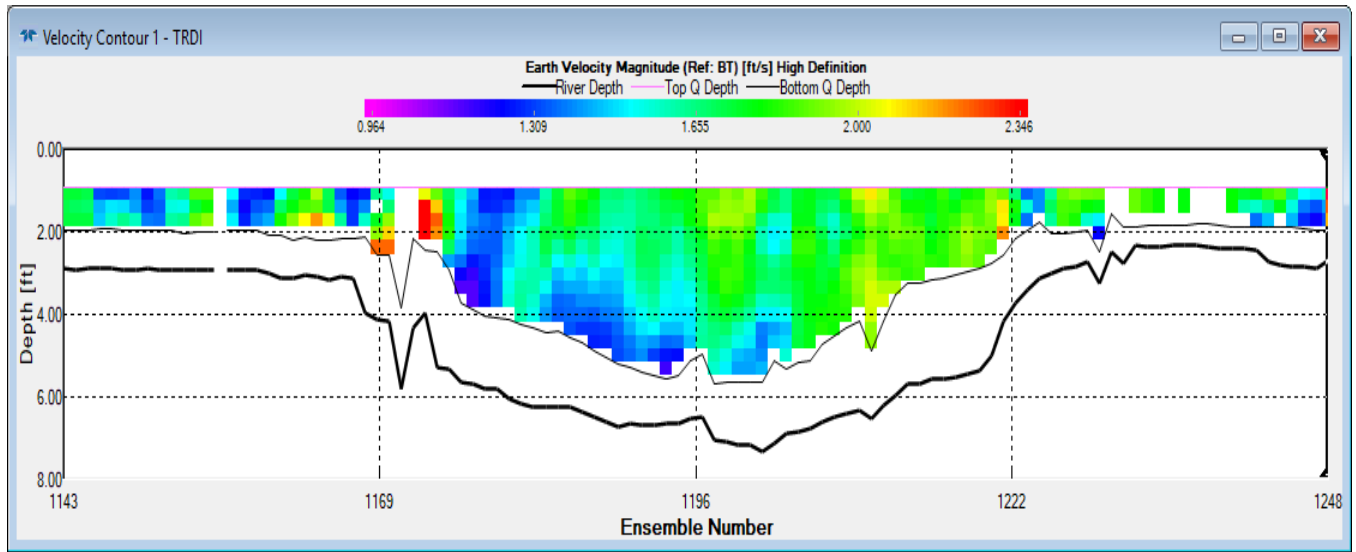 Velocity Contour 1 - TRDI
Earth Velocity Magnitude (Ref: BT) [ft/s] High Definition
River Depth Top Q Depth Bottom Q Depth
0.964 1.309 1.655 2.000 2.346
0.00
2.00
4.00
6.00
8.00
Depth [ft]
1143 1169 1196 1222 1248
Ensemble Number